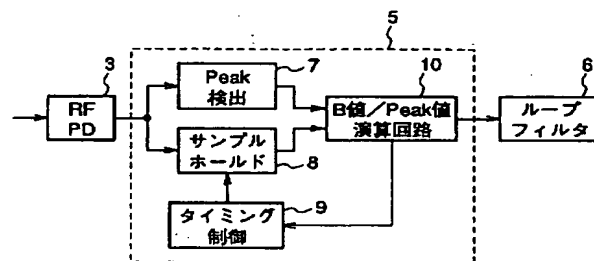 5
3
7
10
6
RF
PD
Peak
検出
B値／Peak値
演算回路
ループ
フィルタ
サンプル
ホールド
8
タイミング
制御
9